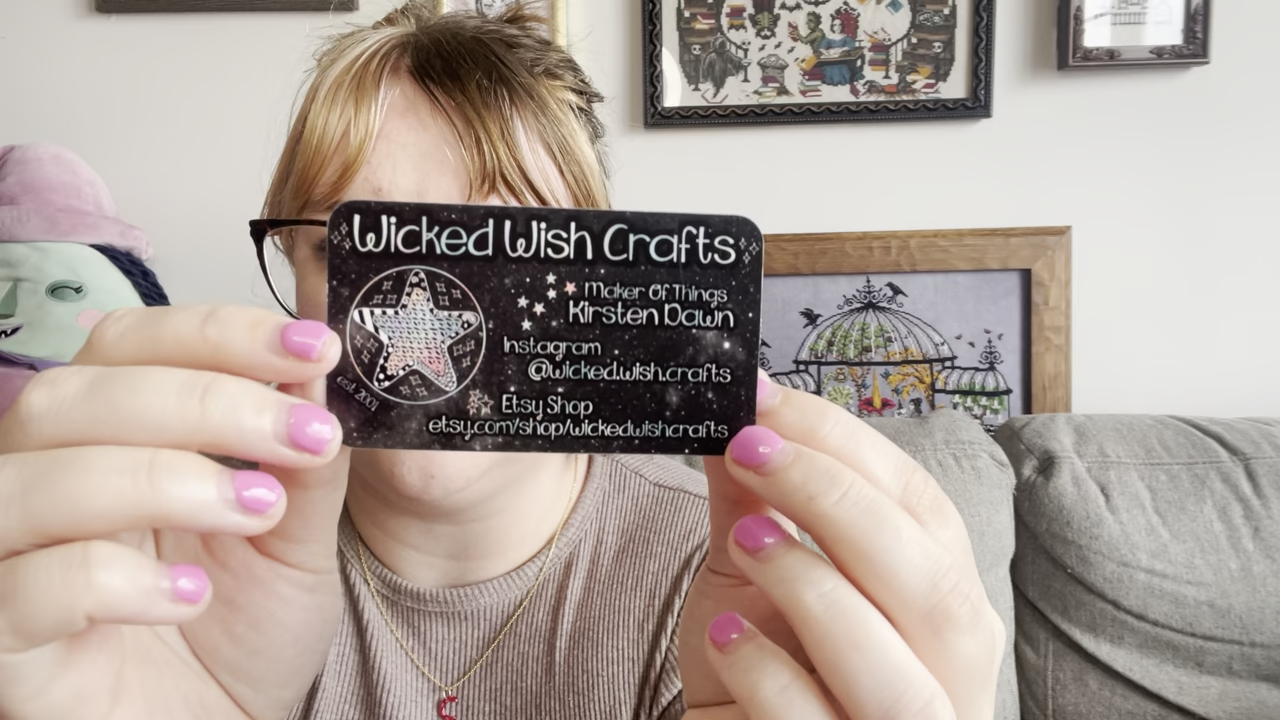 Wicked Wish Crafts
Maker Of Things
Kirsten Dawn
Instagram
@wicked.wish.crafts
est. 2001
Etsy Shop
etsy.com/shop/wickedwishcrafts